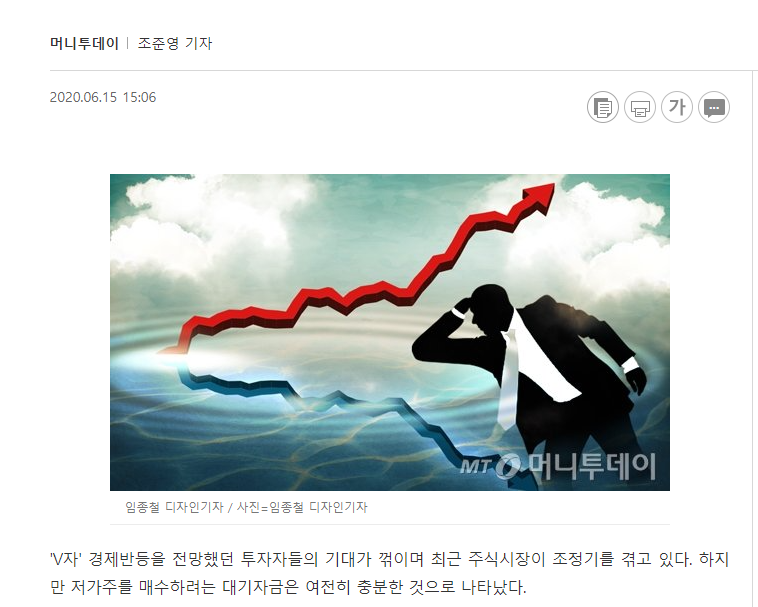 머니투데이 | 조준영 기자
2020.06.15 15:06
가
MT 머니투데이
임종철 디자인기자 / 사진=임종철 디자인기자
'V자' 경제반등을 전망했던 투자자들의 기대가 꺾이며 최근 주식시장이 조정기를 겪고 있다. 하지
만 저가주를 매수하려는 대기자금은 여전히 충분한 것으로 나타났다.